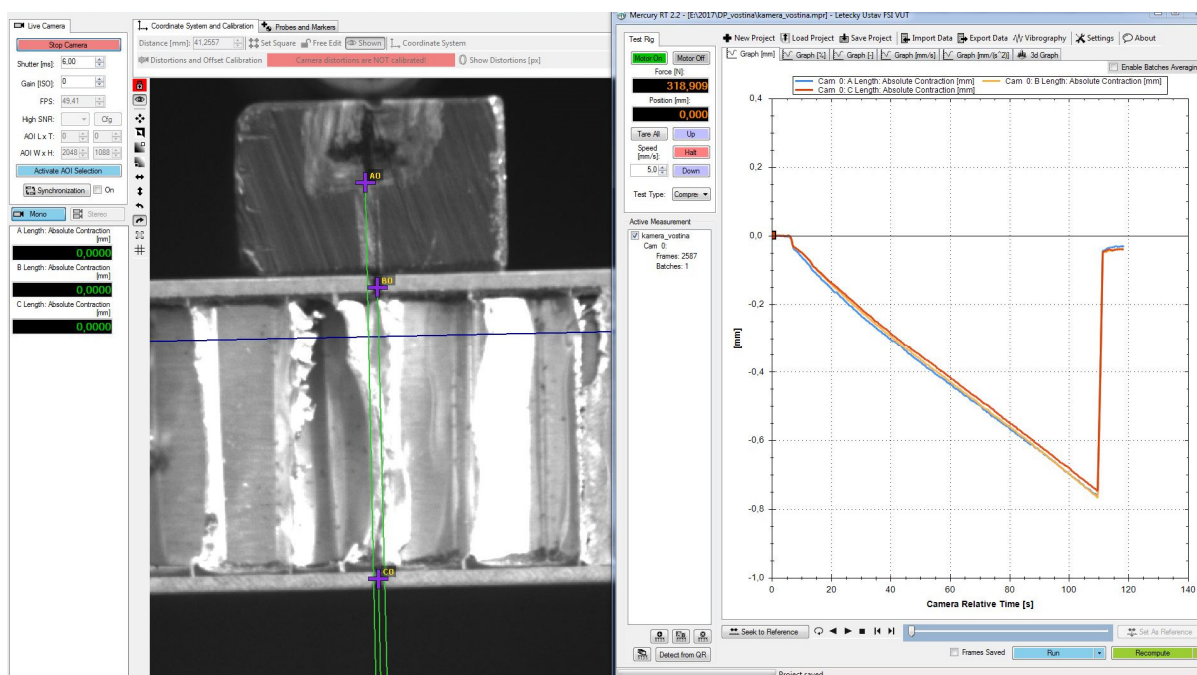 Live Camera
Stop Camera
Shutter [ms]: 6,00
Gain [ISO]: 0
FPS: 49,41
High SNR: Cfg
AOI L x T: 0 0
AOI W x H: 2048 1088
Activate AOI Selection
Synchronization On
Mono Stereo
A Length: Absolute Contraction [mm]
0,0000
B Length: Absolute Contraction [mm]
0,0000
C Length: Absolute Contraction [mm]
0,0000
Coordinate System and Calibration Probes and Markers
Distance [mm]: 41,2557 Set Square Free Edit Shown Coordinate System
Distortions and Offset Calibration Camera distortions are NOT calibrated! Show Distortions [px]
A0
B0
C0
Mercury RT 2.2 - [E:\2017\DP_vostina\kamera_vostina.mpr] - Letecky Ustav FSI VUT
Test Rig
Motor On Motor Off
Force [N]:
318,909
Position [mm]:
0,000
Tare All Up
Speed [mm/s]: Halt
5,0 Down
Test Type: Compre
Active Measurement
kamera_vostina
Cam 0:
Frames: 2587
Batches: 1
Detect from QR
New Project Load Project Save Project Import Data Export Data Vibrography Settings About
Graph [mm] Graph [%] Graph [-] Graph [mm/s] Graph [mm/(s^2)] 3d Graph
Enable Batches Averagin
Cam 0: A Length: Absolute Contraction [mm] Cam 0: B Length: Absolute Contraction [mm]
Cam 0: C Length: Absolute Contraction [mm]
0,4
0,2
0,0
-0,2
-0,4
-0,6
-0,8
-1,0
[mm]
0 20 40 60 80 100 120 140
Camera Relative Time [s]
Seek to Reference Set As Reference
Frames Saved Run Recompute
Project saved